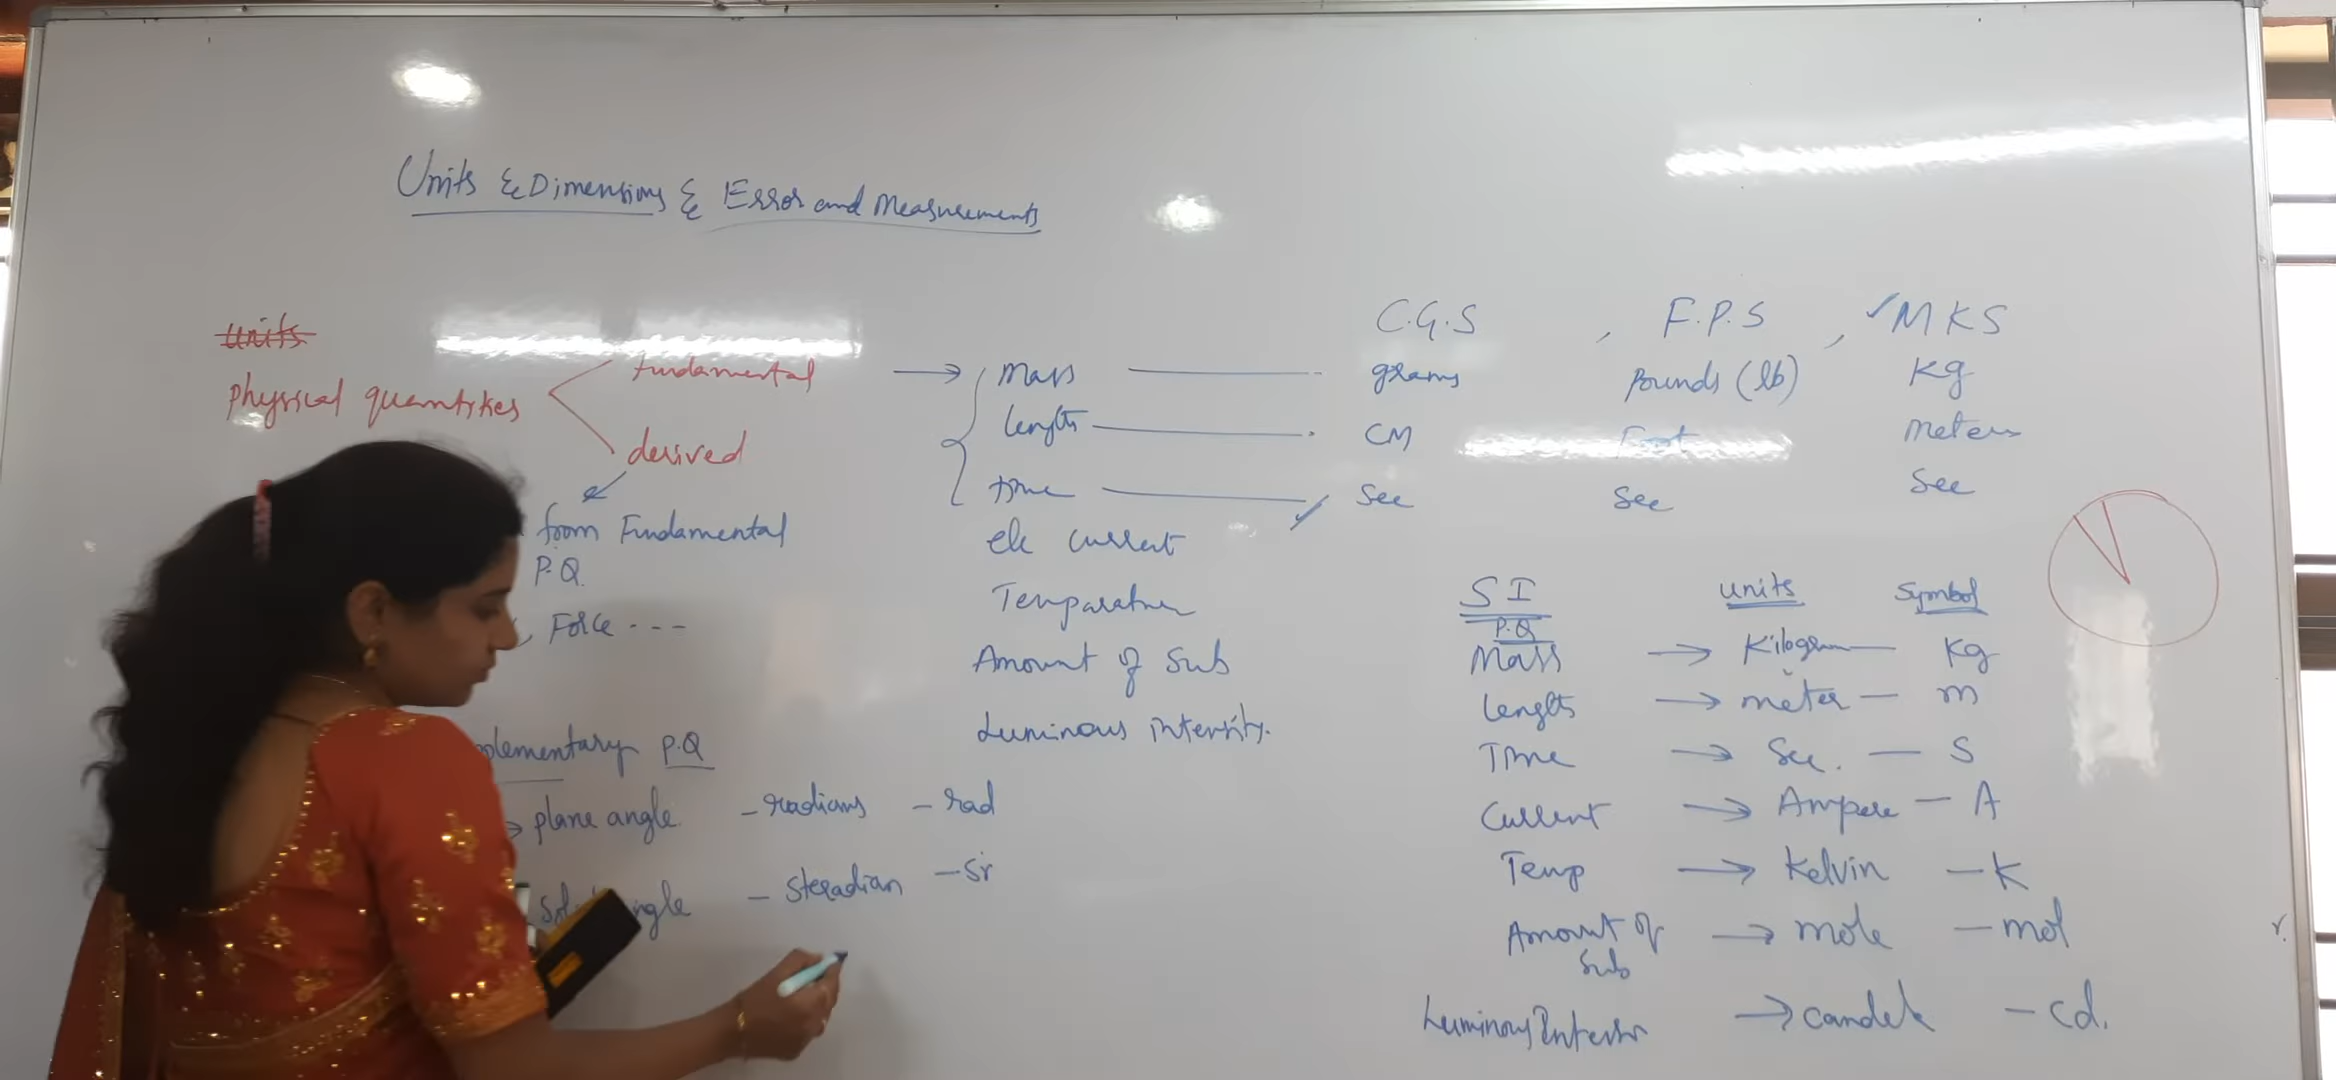 Units & Dimensions & Error and Measurements
Units
Physical quantities
fundamental
derived
from Fundamental
P.Q.
, Force ---
plementary P.Q
plane angle. - radians - rad
angle - steradian - Sr
mass
length
time
ele current
Temparature
Amount of Sub
Luminous intensity.
C.G.S , F.P.S , ✓MKS
grams Pounds (lb) Kg
CM Foot Meters
Sec Sec Sec
SI units Symbol
P.Q
Mass → Kilogram — Kg
length → meter — m
Time → Sec. — S
Current → Ampere — A
Temp → Kelvin — K
Amount of Sub → mole — mol
Luminous → candela — cd.